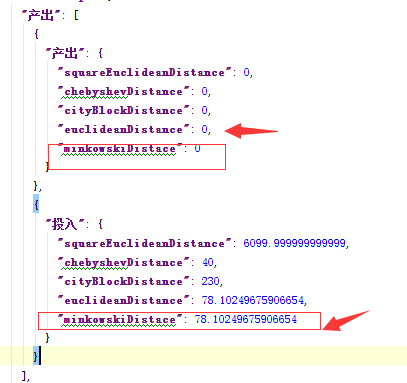 "产出": [
{
"产出": {
"squareEuclideanDistance": 0,
"chebyshevDistance": 0,
"cityBlockDistance": 0,
"euclideanDistance": 0,
"minkowskiDistace": 0
}
},
{
"投入": {
"squareEuclideanDistance": 6099.999999999999,
"chebyshevDistance": 40,
"cityBlockDistance": 230,
"euclideanDistance": 78.10249675906654,
"minkowskiDistace": 78.10249675906654
}
}
],